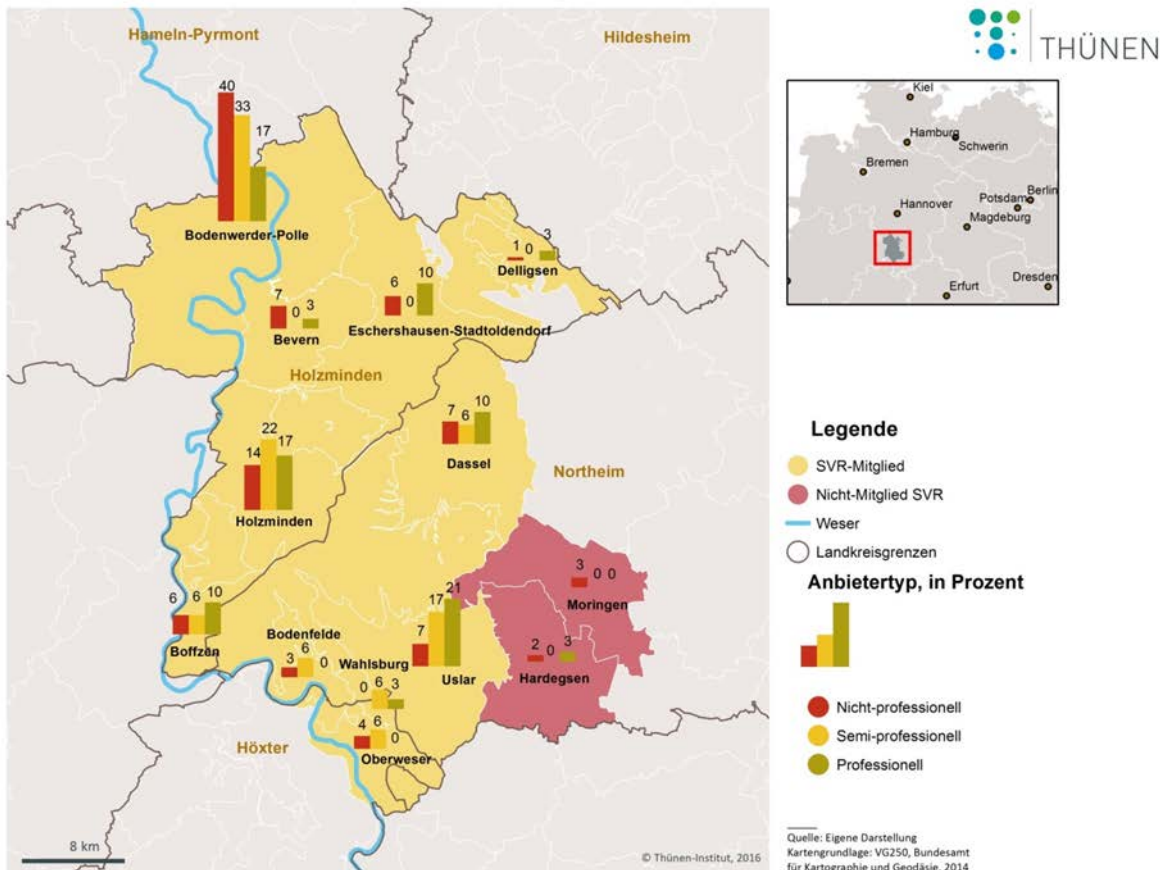 Hameln-Pyrmont
Hildesheim
40
33
17
Bodenwerder-Polle
1 0 3
Delligsen
6 0 10
Eschershausen-Stadtoldendorf
7 0 3
Bevern
Holzminden
7 6 10
Dassel
14 22 17
Holzminden
Northeim
3 0 0
Moringen
2 0 3
Hardegsen
7 17 21
Uslar
6 6 10
Boffzen
Bodenfelde
3 6 0
Wahlsburg
0 6 3
4 6 0
Oberweser
Höxter
8 km
© Thünen-Institut, 2016
THÜNEN
Kiel
Hamburg
Schwerin
Bremen
Berlin
Potsdam
Hannover
Magdeburg
Dresden
Erfurt
Legende
SVR-Mitglied
Nicht-Mitglied SVR
Weser
Landkreisgrenzen
Anbietertyp, in Prozent
Nicht-professionell
Semi-professionell
Professionell
Quelle: Eigene Darstellung
Kartengrundlage: VG250, Bundesamt
für Kartographie und Geodäsie, 2014